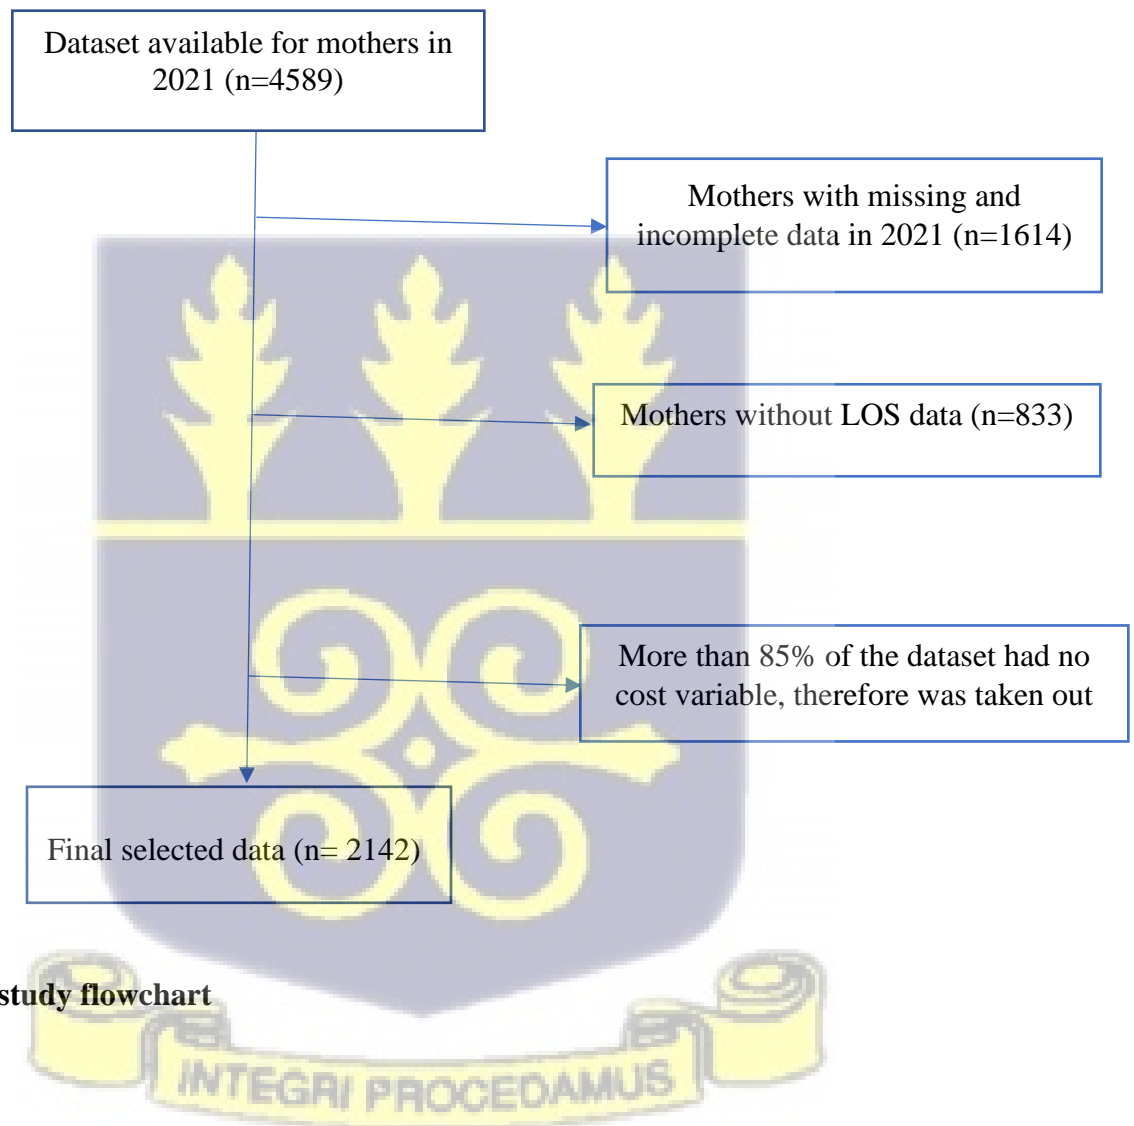 Dataset available for mothers in
2021 (n=4589)
Mothers with missing and
incomplete data in 2021 (n=1614)
Mothers without LOS data (n=833)
More than 85% of the dataset had no
cost variable, therefore was taken out
Final selected data (n= 2142)
study flowchart
INTEGRI PROCEDAMUS